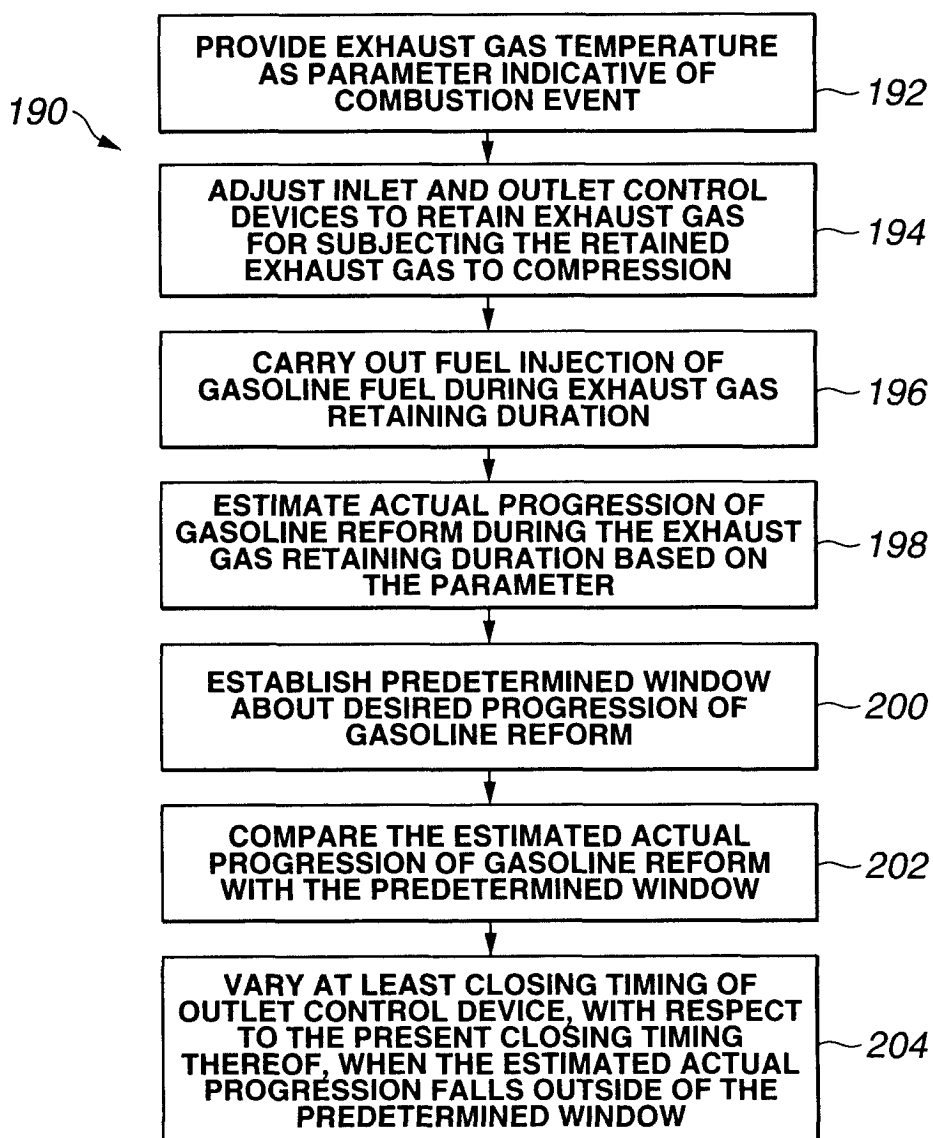 PROVIDE EXHAUST GAS TEMPERATURE
AS PARAMETER INDICATIVE OF
COMBUSTION EVENT
192
190
ADJUST INLET AND OUTLET CONTROL
DEVICES TO RETAIN EXHAUST GAS
FOR SUBJECTING THE RETAINED
EXHAUST GAS TO COMPRESSION
194
CARRY OUT FUEL INJECTION OF
GASOLINE FUEL DURING EXHAUST GAS
RETAINING DURATION
196
ESTIMATE ACTUAL PROGRESSION OF
GASOLINE REFORM DURING THE EXHAUST
GAS RETAINING DURATION BASED ON
THE PARAMETER
198
ESTABLISH PREDETERMINED WINDOW
ABOUT DESIRED PROGRESSION OF
GASOLINE REFORM
200
COMPARE THE ESTIMATED ACTUAL
PROGRESSION OF GASOLINE REFORM
WITH THE PREDETERMINED WINDOW
202
VARY AT LEAST CLOSING TIMING OF
OUTLET CONTROL DEVICE, WITH RESPECT
TO THE PRESENT CLOSING TIMING
THEREOF, WHEN THE ESTIMATED ACTUAL
PROGRESSION FALLS OUTSIDE OF THE
PREDETERMINED WINDOW
204